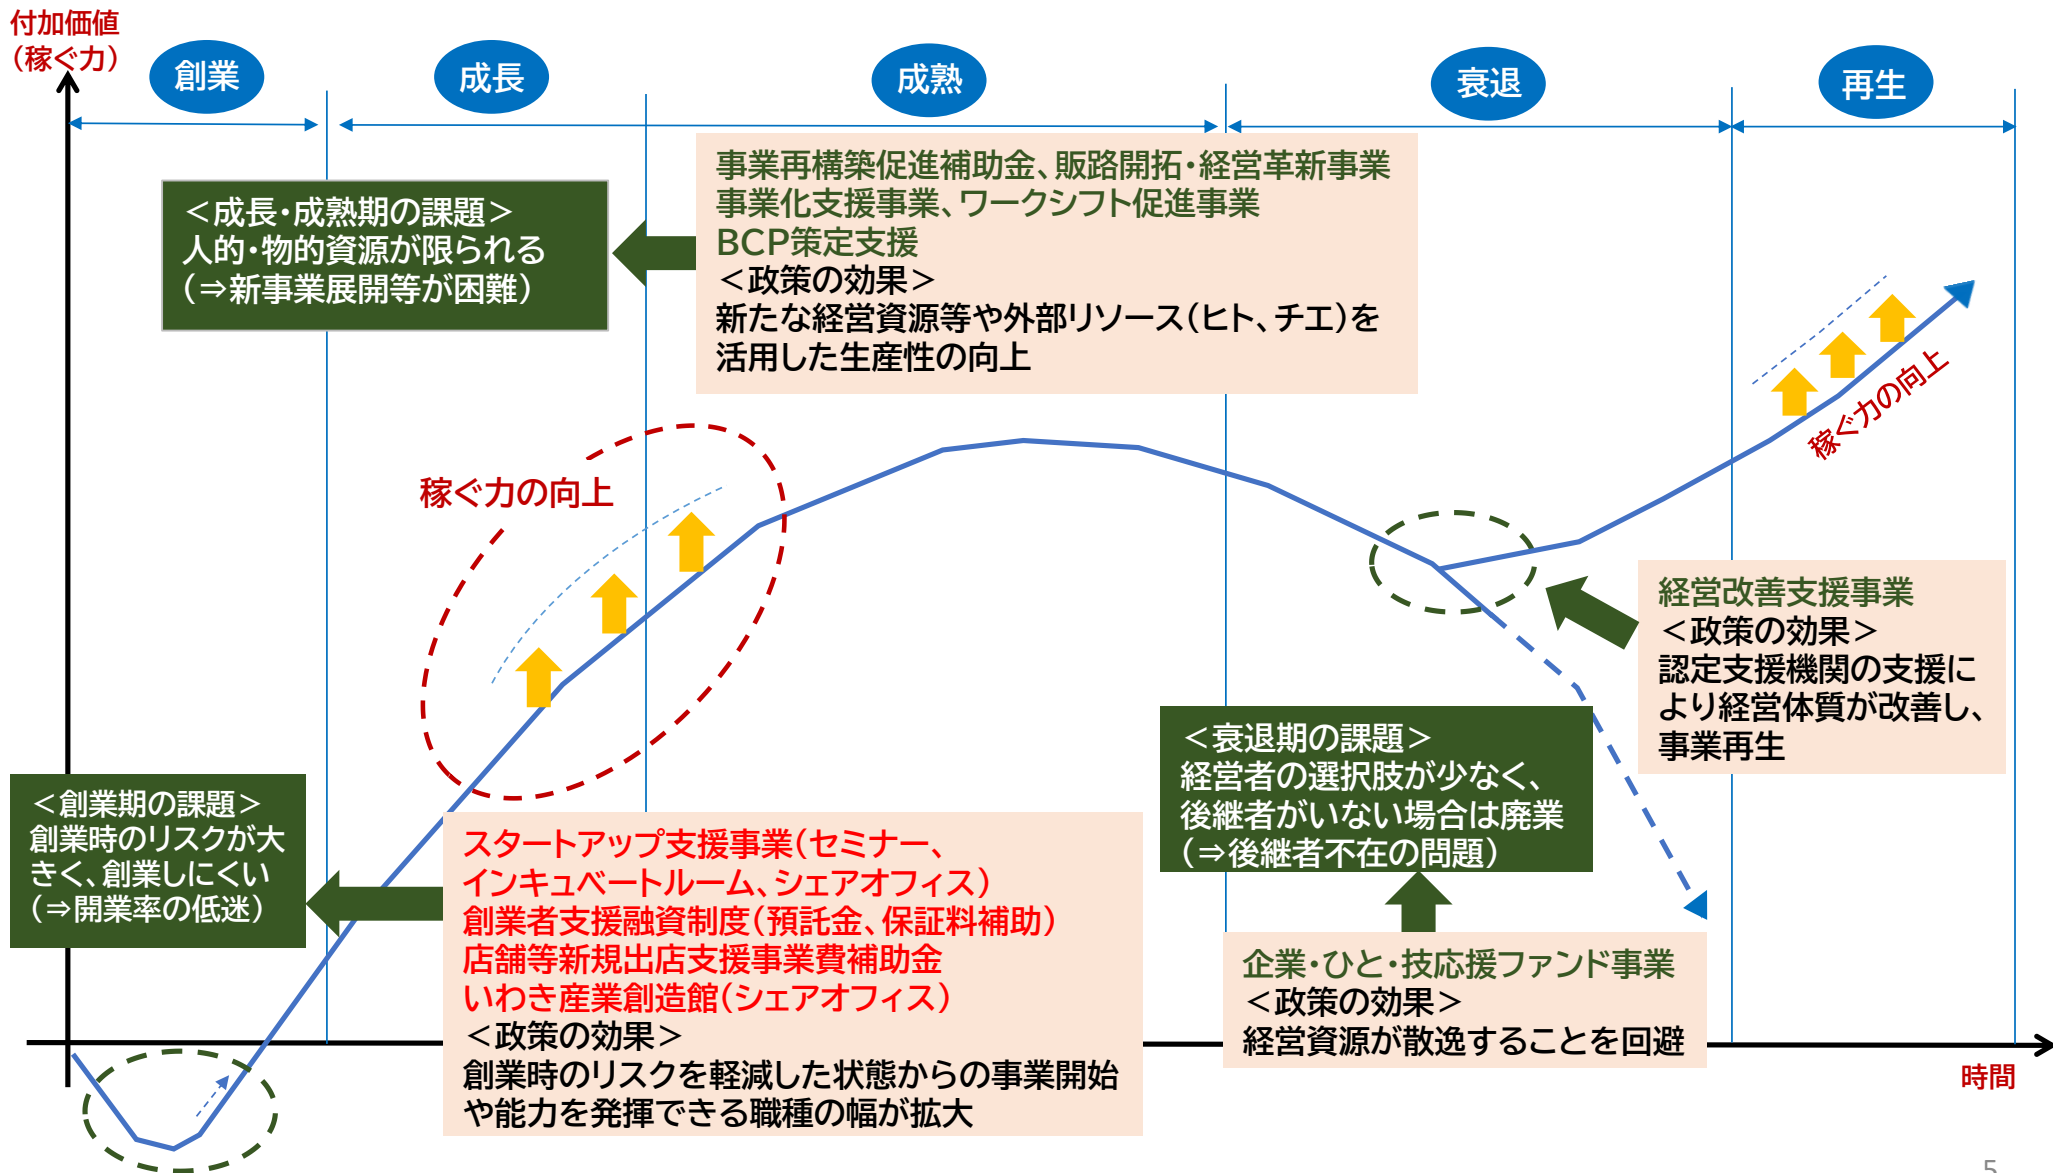 付加価値
（稼ぐ力）
創業
成長
成熟
衰退
再生
＜成長・成熟期の課題＞
人的・物的資源が限られる
（⇒新事業展開等が困難）
事業再構築促進補助金、販路開拓・経営革新事業
事業化支援事業、ワークシフト促進事業
BCP策定支援
＜政策の効果＞
新たな経営資源等や外部リソース（ヒト、チエ）を
活用した生産性の向上
稼ぐ力の向上
稼ぐ力の向上
経営改善支援事業
＜政策の効果＞
認定支援機関の支援に
より経営体質が改善し、
事業再生
＜衰退期の課題＞
経営者の選択肢が少なく、
後継者がいない場合は廃業
（⇒後継者不在の問題）
＜創業期の課題＞
創業時のリスクが大
きく、創業しにくい
（⇒開業率の低迷）
スタートアップ支援事業（セミナー、
インキュベートルーム、シェアオフィス）
創業者支援融資制度（預託金、保証料補助）
店舗等新規出店支援事業費補助金
いわき産業創造館（シェアオフィス）
＜政策の効果＞
創業時のリスクを軽減した状態からの事業開始
や能力を発揮できる職種の幅が拡大
企業・ひと・技応援ファンド事業
＜政策の効果＞
経営資源が散逸することを回避
時間
5